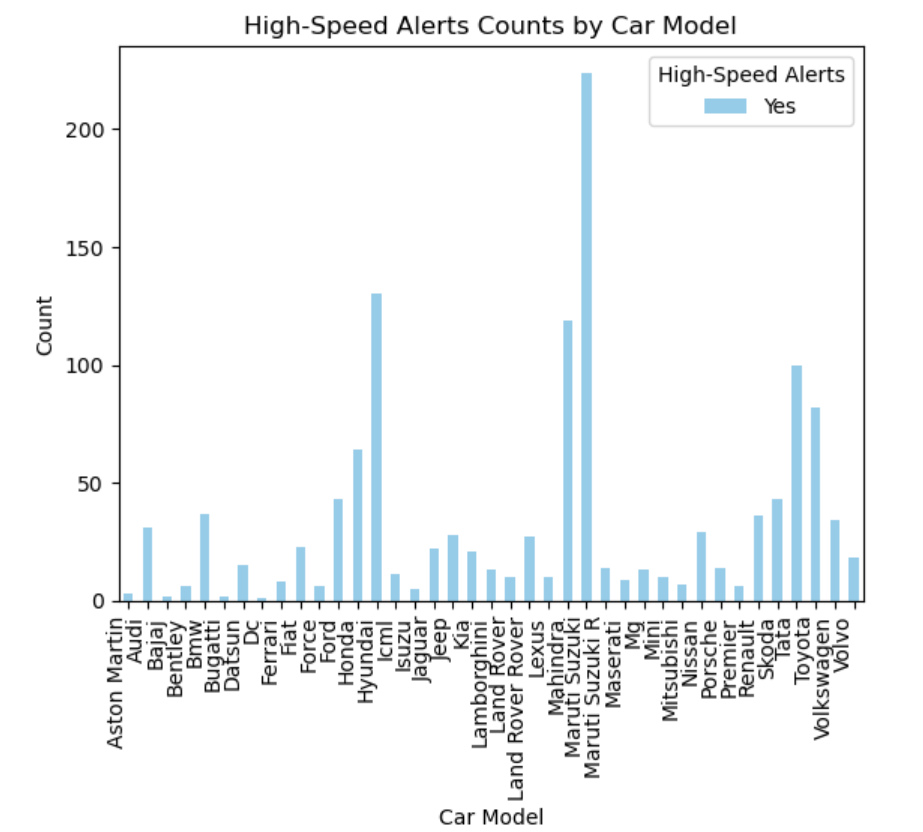 High-Speed Alerts Counts by Car Model
High-Speed Alerts
Yes
200
150
100
50
0
Count
Aston Martin
Audi
Bajaj
Bentley
Bmw
Bugatti
Datsun
Dc
Ferrari
Fiat
Force
Ford
Honda
Hyundai
Icml
Isuzu
Jaguar
Jeep
Kia
Lamborghini
Land Rover
Land Rover Rover
Lexus
Mahindra
Maruti Suzuki
Maruti Suzuki R
Maserati
Mg
Mini
Mitsubishi
Nissan
Porsche
Premier
Renault
Skoda
Tata
Toyota
Volkswagen
Volvo
Car Model